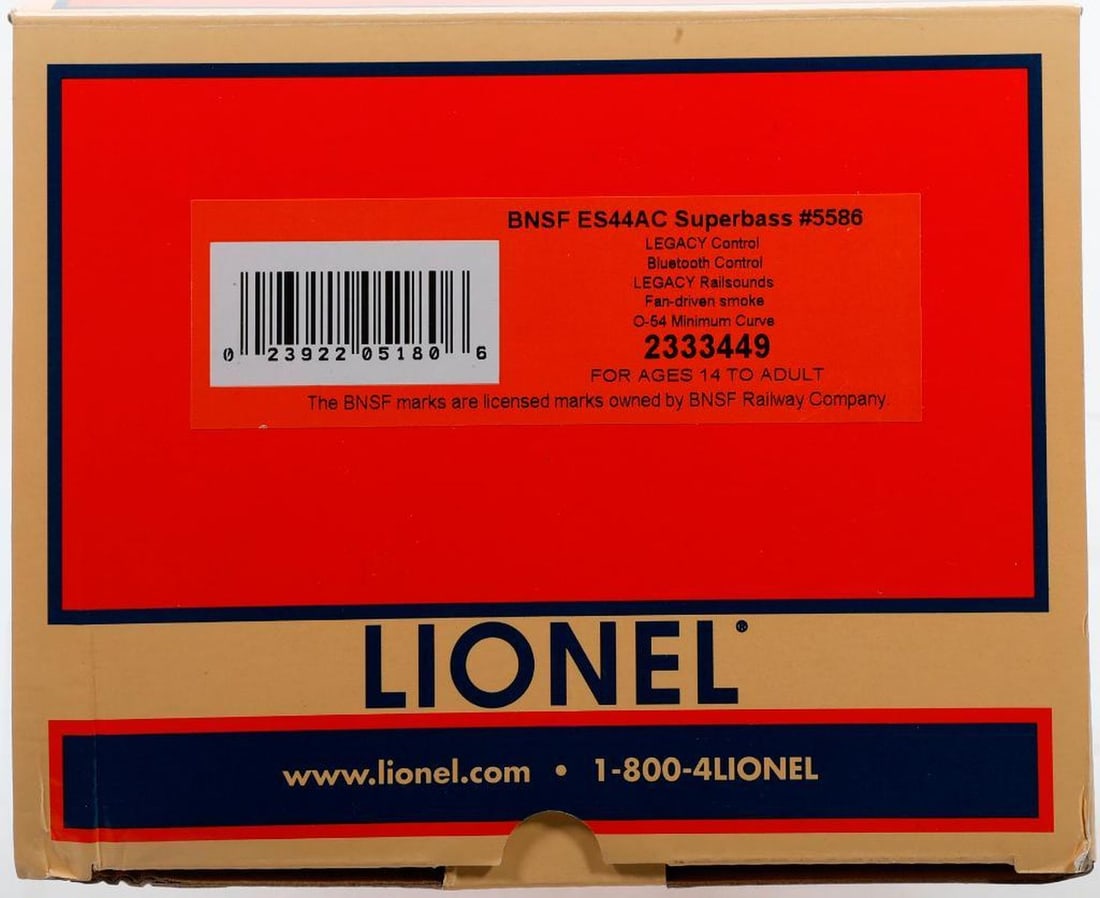 BNSF ES44AC Superbass #5586
LEGACY Control
Bluetooth Control
LEGACY Railsounds
Fan-driven smoke
O-54 Minimum Curve
2333449
FOR AGES 14 TO ADULT
0 23922 05180 6
The BNSF marks are licensed marks owned by BNSF Railway Company.
LIONEL®
www.lionel.com • 1-800-4LIONEL